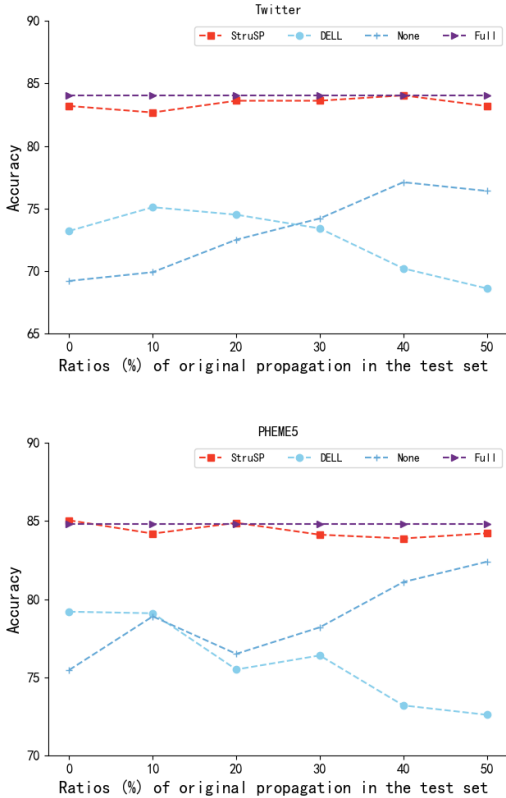 Twitter
90
StruSP DELL None Full
85
80
75
70
65
Accuracy
0 10 20 30 40 50
Ratios (%) of original propagation in the test set
PHEME5
90
StruSP DELL None Full
85
80
75
70
Accuracy
0 10 20 30 40 50
Ratios (%) of original propagation in the test set